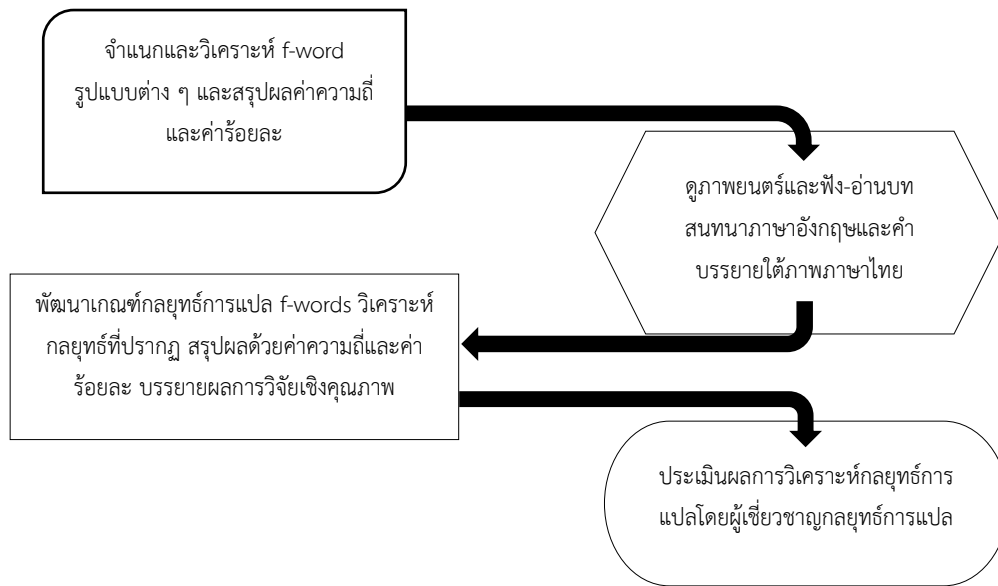 จำแนกและวิเคราะห์ f-word
รูปแบบต่าง ๆ และสรุปผลค่าความถี่
และค่าร้อยละ
ดูภาพยนตร์และฟัง-อ่านบท
สนทนาภาษาอังกฤษและคำ
บรรยายใต้ภาพภาษาไทย
พัฒนาเกณฑ์กลยุทธ์การแปล f-words วิเคราะห์
กลยุทธ์ที่ปรากฏ สรุปผลด้วยค่าความถี่และค่า
ร้อยละ บรรยายผลการวิจัยเชิงคุณภาพ
ประเมินผลการวิเคราะห์กลยุทธ์การ
แปลโดยผู้เชี่ยวชาญกลยุทธ์การแปล